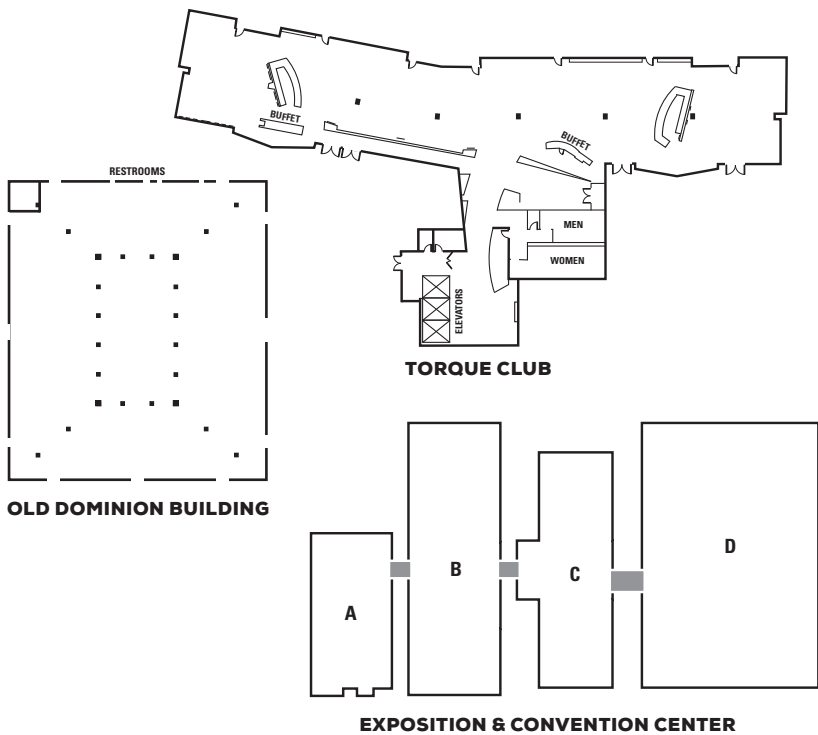 BUFFET
BUFFET
MEN
WOMEN
ELEVATORS
TORQUE CLUB
RESTROOMS
OLD DOMINION BUILDING
A
B
C
D
EXPOSITION & CONVENTION CENTER